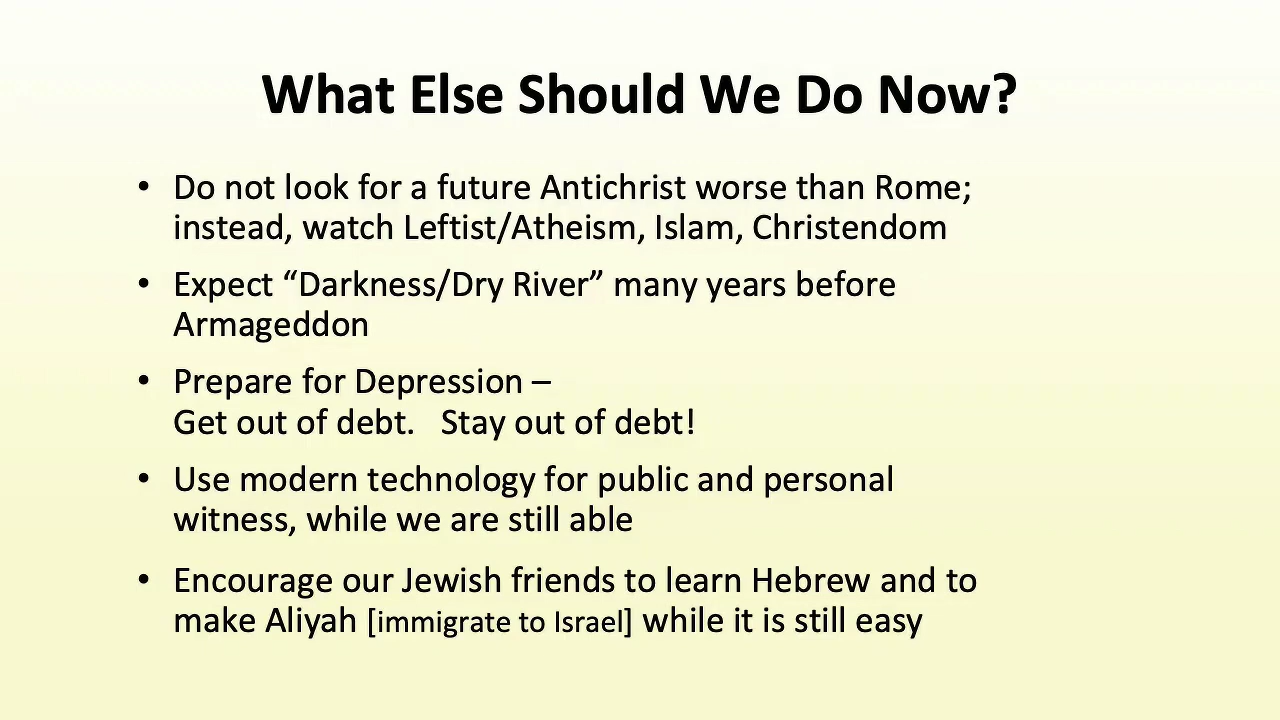 What Else Should We Do Now?
• Do not look for a future Antichrist worse than Rome;
instead, watch Leftist/Atheism, Islam, Christendom
• Expect “Darkness/Dry River” many years before
Armageddon
• Prepare for Depression –
Get out of debt.   Stay out of debt!
• Use modern technology for public and personal
witness, while we are still able
• Encourage our Jewish friends to learn Hebrew and to
make Aliyah [immigrate to Israel] while it is still easy